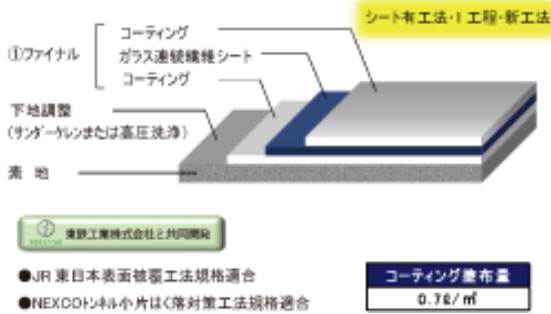 シート有工法・1工程・新工法
コーティング
①ファイナル
ガラス連続繊維シート
コーティング
下地調整
(サンダーケレンまたは高圧洗浄)
素 地
東鉄工業株式会社と共同開発
●JR東日本表面被覆工法規格適合
●NEXCOトンネル小片はく落対策工法規格適合
コーティング塗布量
0.7ℓ/㎡